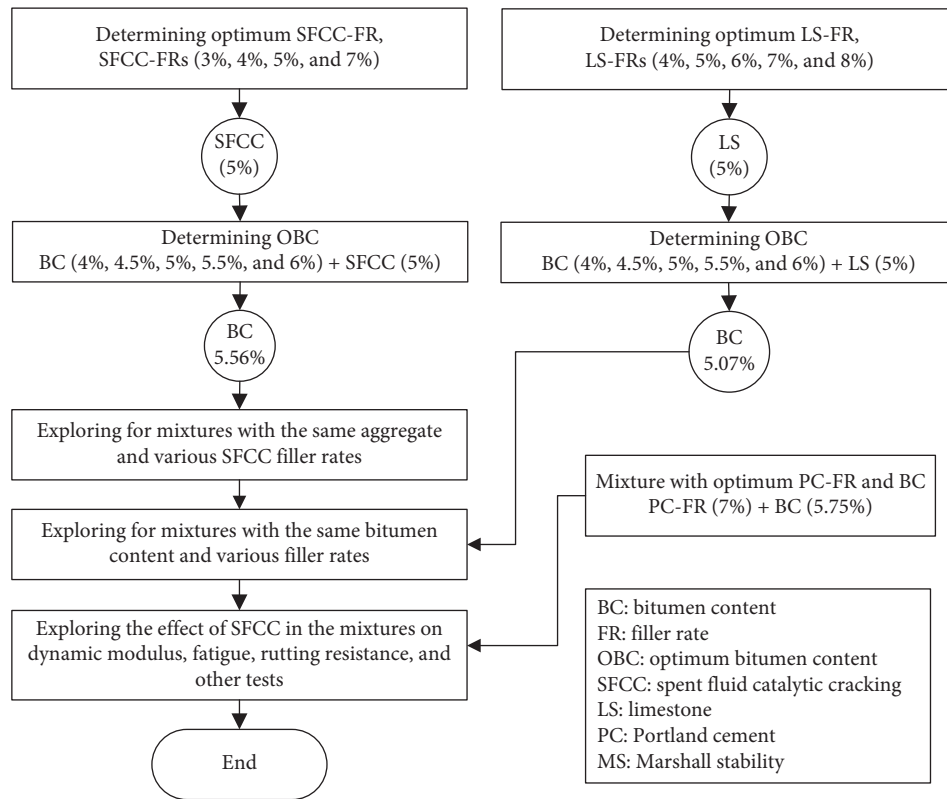 Determining optimum SFCC-FR,
SFCC-FRs (3%, 4%, 5%, and 7%)
SFCC
(5%)
Determining OBC
BC (4%, 4.5%, 5%, 5.5%, and 6%) + SFCC (5%)
BC
5.56%
Exploring for mixtures with the same aggregate
and various SFCC filler rates
Exploring for mixtures with the same bitumen
content and various filler rates
Exploring the effect of SFCC in the mixtures on
dynamic modulus, fatigue, rutting resistance, and
other tests
End
Determining optimum LS-FR,
LS-FRs (4%, 5%, 6%, 7%, and 8%)
LS
(5%)
Determining OBC
BC (4%, 4.5%, 5%, 5.5%, and 6%) + LS (5%)
BC
5.07%
Mixture with optimum PC-FR and BC
PC-FR (7%) + BC (5.75%)
BC: bitumen content
FR: filler rate
OBC: optimum bitumen content
SFCC: spent fluid catalytic cracking
LS: limestone
PC: Portland cement
MS: Marshall stability